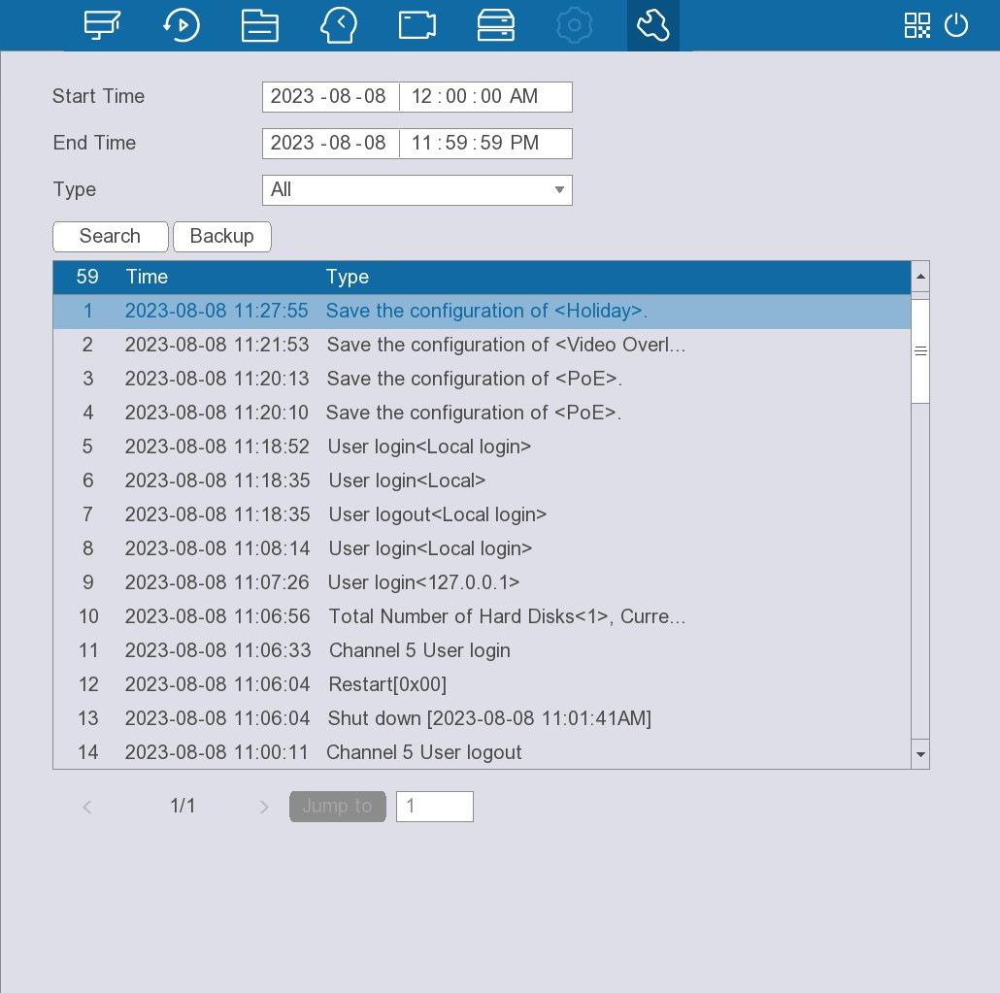 Start Time 2023 -08 -08 12 : 00 : 00 AM
End Time 2023 -08 -08 11 : 59 : 59 PM
Type All
Search Backup
59 Time Type
1 2023-08-08 11:27:55 Save the configuration of <Holiday>.
2 2023-08-08 11:21:53 Save the configuration of <Video Overl...
3 2023-08-08 11:20:13 Save the configuration of <PoE>.
4 2023-08-08 11:20:10 Save the configuration of <PoE>.
5 2023-08-08 11:18:52 User login<Local login>
6 2023-08-08 11:18:35 User login<Local>
7 2023-08-08 11:18:35 User logout<Local login>
8 2023-08-08 11:08:14 User login<Local login>
9 2023-08-08 11:07:26 User login<127.0.0.1>
10 2023-08-08 11:06:56 Total Number of Hard Disks<1>, Curre...
11 2023-08-08 11:06:33 Channel 5 User login
12 2023-08-08 11:06:04 Restart[0x00]
13 2023-08-08 11:06:04 Shut down [2023-08-08 11:01:41AM]
14 2023-08-08 11:00:11 Channel 5 User logout
< 1/1 > Jump to 1